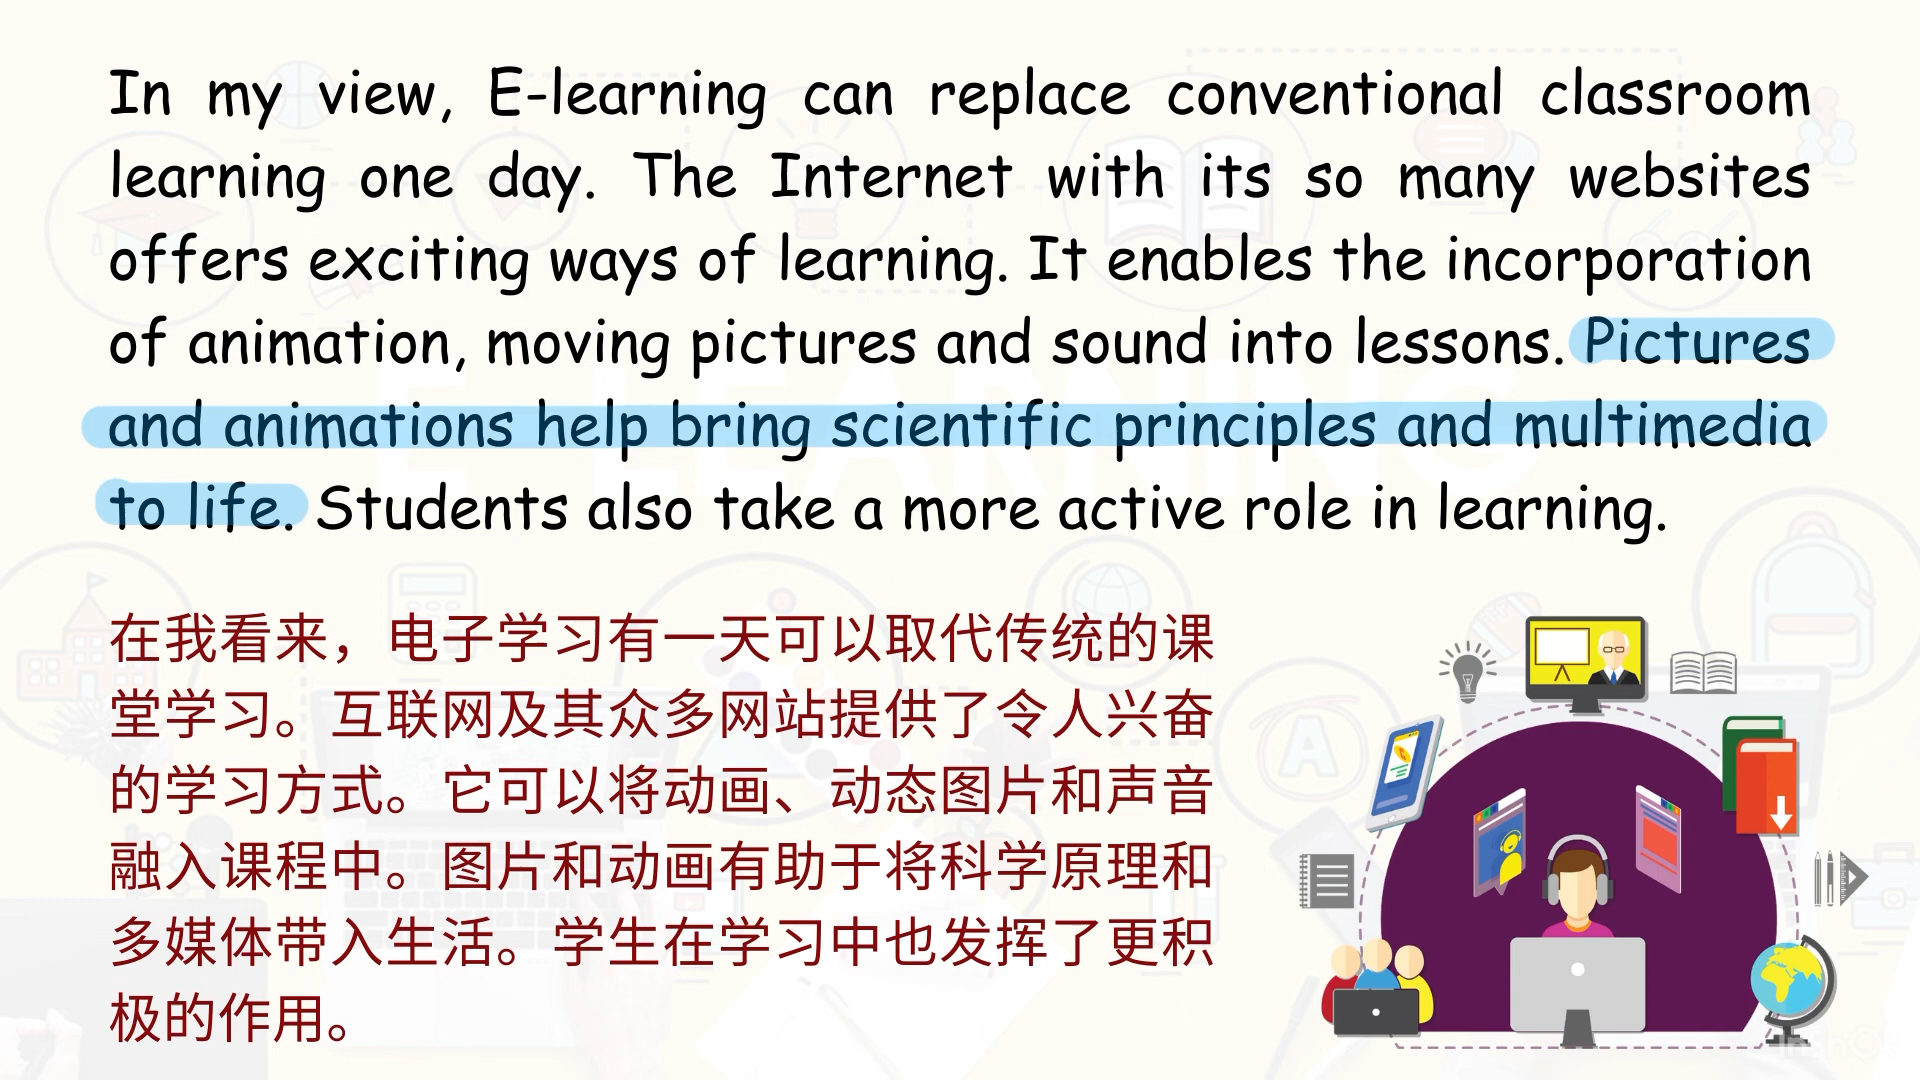 In my view, E-learning can replace conventional classroom
learning one day. The Internet with its so many websites
offers exciting ways of learning. It enables the incorporation
of animation, moving pictures and sound into lessons. Pictures
and animations help bring scientific principles and multimedia
to life. Students also take a more active role in learning.
E-LEARNING
在我看来，电子学习有一天可以取代传统的课
堂学习。互联网及其众多网站提供了令人兴奋
的学习方式。它可以将动画、动态图片和声音
融入课程中。图片和动画有助于将科学原理和
多媒体带入生活。学生在学习中也发挥了更积
极的作用。
A